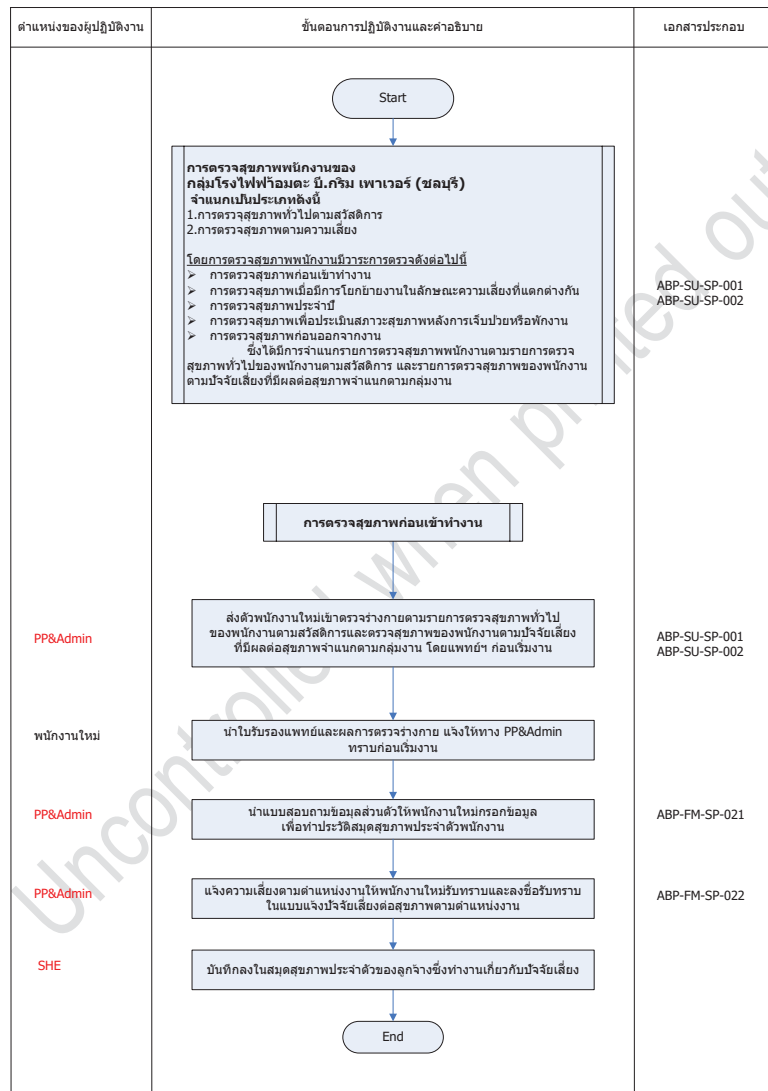 ตำแหน่งของผู้ปฏิบัติงาน
ขั้นตอนการปฏิบัติงานและคำอธิบาย
เอกสารประกอบ
Start
การตรวจสุขภาพพนักงานของ
กลุ่มโรงไฟฟ้าอมตะ บี.กริม เพาเวอร์ (ชลบุรี)
จำแนกเป็นประเภทดังนี้
1.การตรวจสุขภาพทั่วไปตามสวัสดิการ
2.การตรวจสุขภาพตามความเสี่ยง
โดยการตรวจสุขภาพพนักงานมีวาระการตรวจดังต่อไปนี้
➢ การตรวจสุขภาพก่อนเข้าทำงาน
➢ การตรวจสุขภาพเมื่อมีการโยกย้ายงานในลักษณะความเสี่ยงที่แตกต่างกัน
➢ การตรวจสุขภาพประจำปี
➢ การตรวจสุขภาพเพื่อประเมินสภาวะสุขภาพหลังการเจ็บป่วยหรือพักงาน
➢ การตรวจสุขภาพก่อนออกจากงาน
ซึ่งได้มีการจำแนกรายการตรวจสุขภาพพนักงานตามรายการตรวจ
สุขภาพทั่วไปของพนักงานตามสวัสดิการ และรายการตรวจสุขภาพของพนักงาน
ตามปัจจัยเสี่ยงที่มีผลต่อสุขภาพจำแนกตามกลุ่มงาน
ABP-SU-SP-001
ABP-SU-SP-002
การตรวจสุขภาพก่อนเข้าทำงาน
PP&Admin
ส่งตัวพนักงานใหม่เข้าตรวจร่างกายตามรายการตรวจสุขภาพทั่วไป
ของพนักงานตามสวัสดิการและตรวจสุขภาพของพนักงานตามปัจจัยเสี่ยง
ที่มีผลต่อสุขภาพจำแนกตามกลุ่มงาน โดยแพทย์ฯ ก่อนเริ่มงาน
ABP-SU-SP-001
ABP-SU-SP-002
พนักงานใหม่
นำใบรับรองแพทย์และผลการตรวจร่างกาย แจ้งให้ทาง PP&Admin
ทราบก่อนเริ่มงาน
PP&Admin
นำแบบสอบถามข้อมูลส่วนตัวให้พนักงานใหม่กรอกข้อมูล
เพื่อทำประวัติสมุดสุขภาพประจำตัวพนักงาน
ABP-FM-SP-021
PP&Admin
แจ้งความเสี่ยงตามตำแหน่งงานให้พนักงานใหม่รับทราบและลงชื่อรับทราบ
ในแบบแจ้งปัจจัยเสี่ยงต่อสุขภาพตามตำแหน่งงาน
ABP-FM-SP-022
SHE
บันทึกลงในสมุดสุขภาพประจำตัวของลูกจ้างซึ่งทำงานเกี่ยวกับปัจจัยเสี่ยง
End
Uncontrolled when printed out